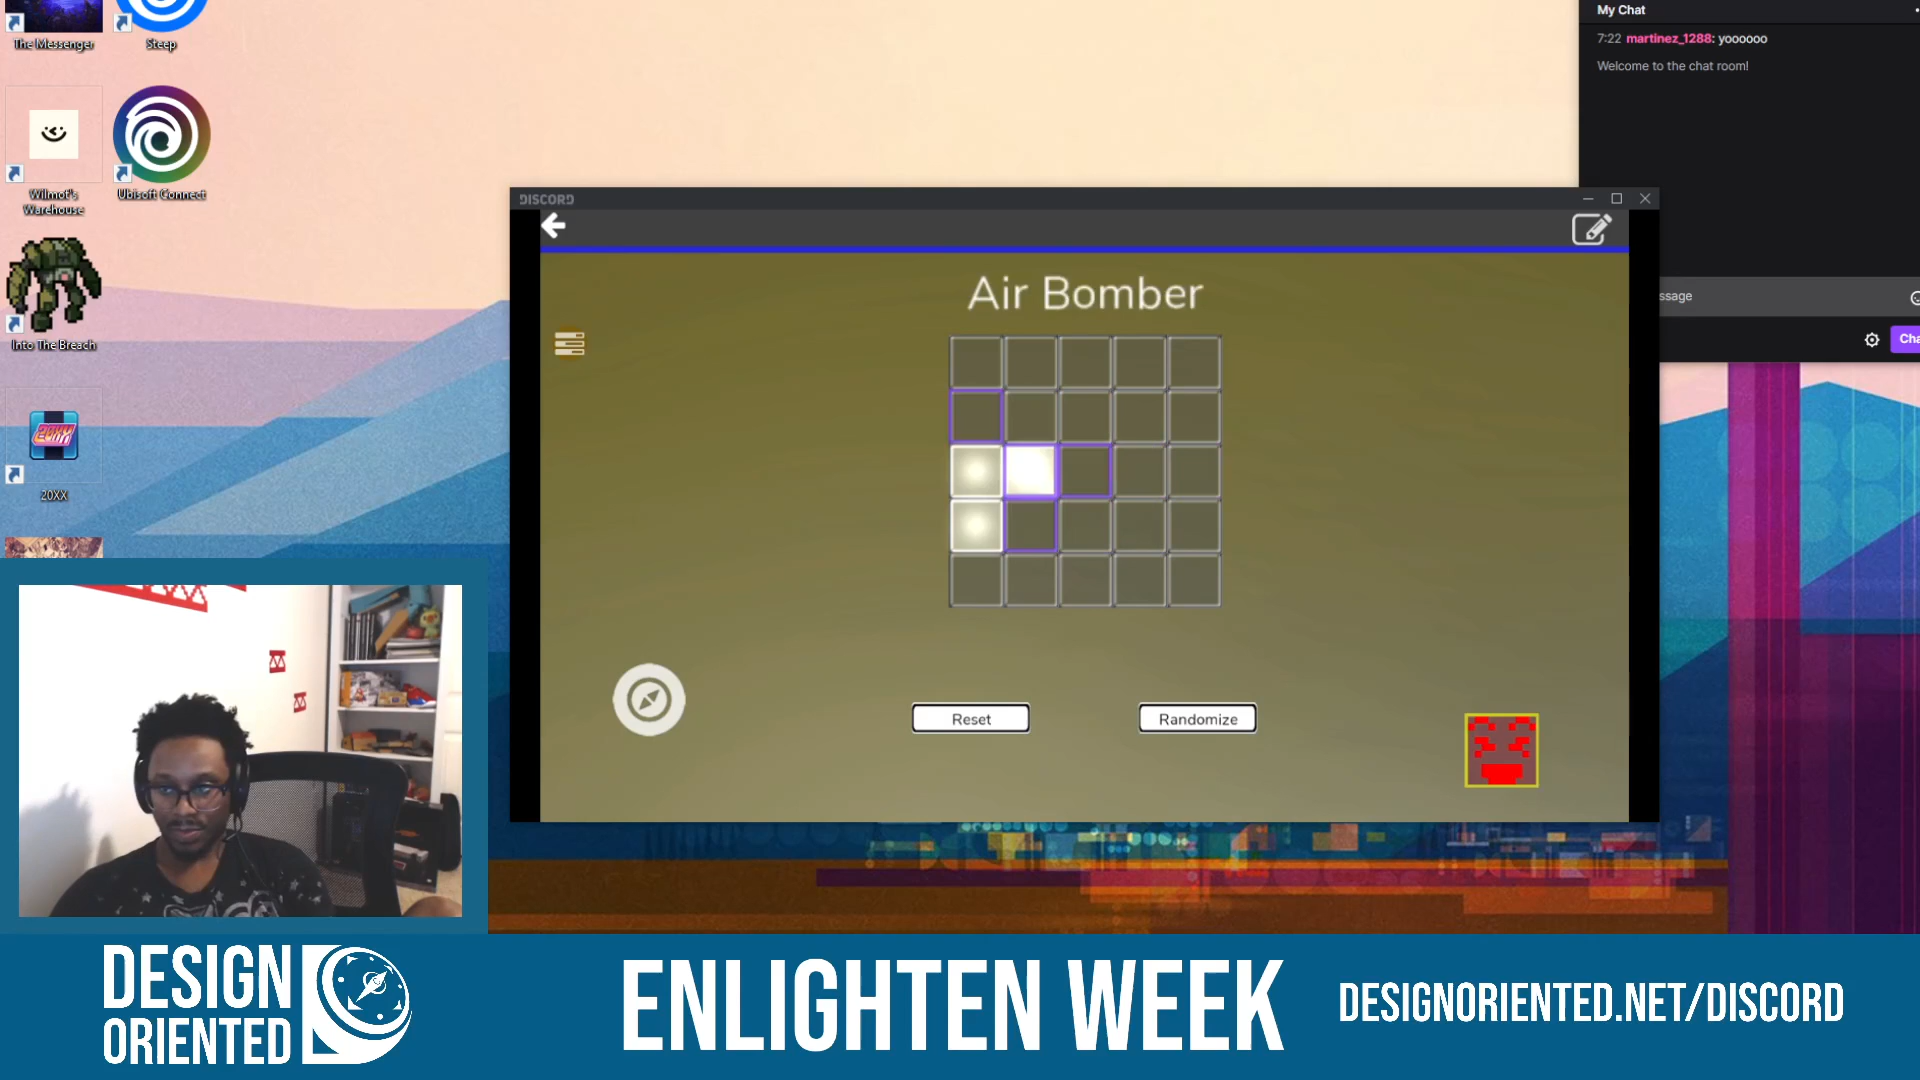 The Messenger
Steep
Wilmot's
Warehouse
Ubisoft Connect
Into The Breach
20XX
My Chat
7:22 martinez_1288: yoooooo
Welcome to the chat room!
ssage
Cha
DISCORD
Air Bomber
Reset
Randomize
DESIGN
ORIENTED
ENLIGHTEN WEEK
DESIGNORIENTED.NET/DISCORD